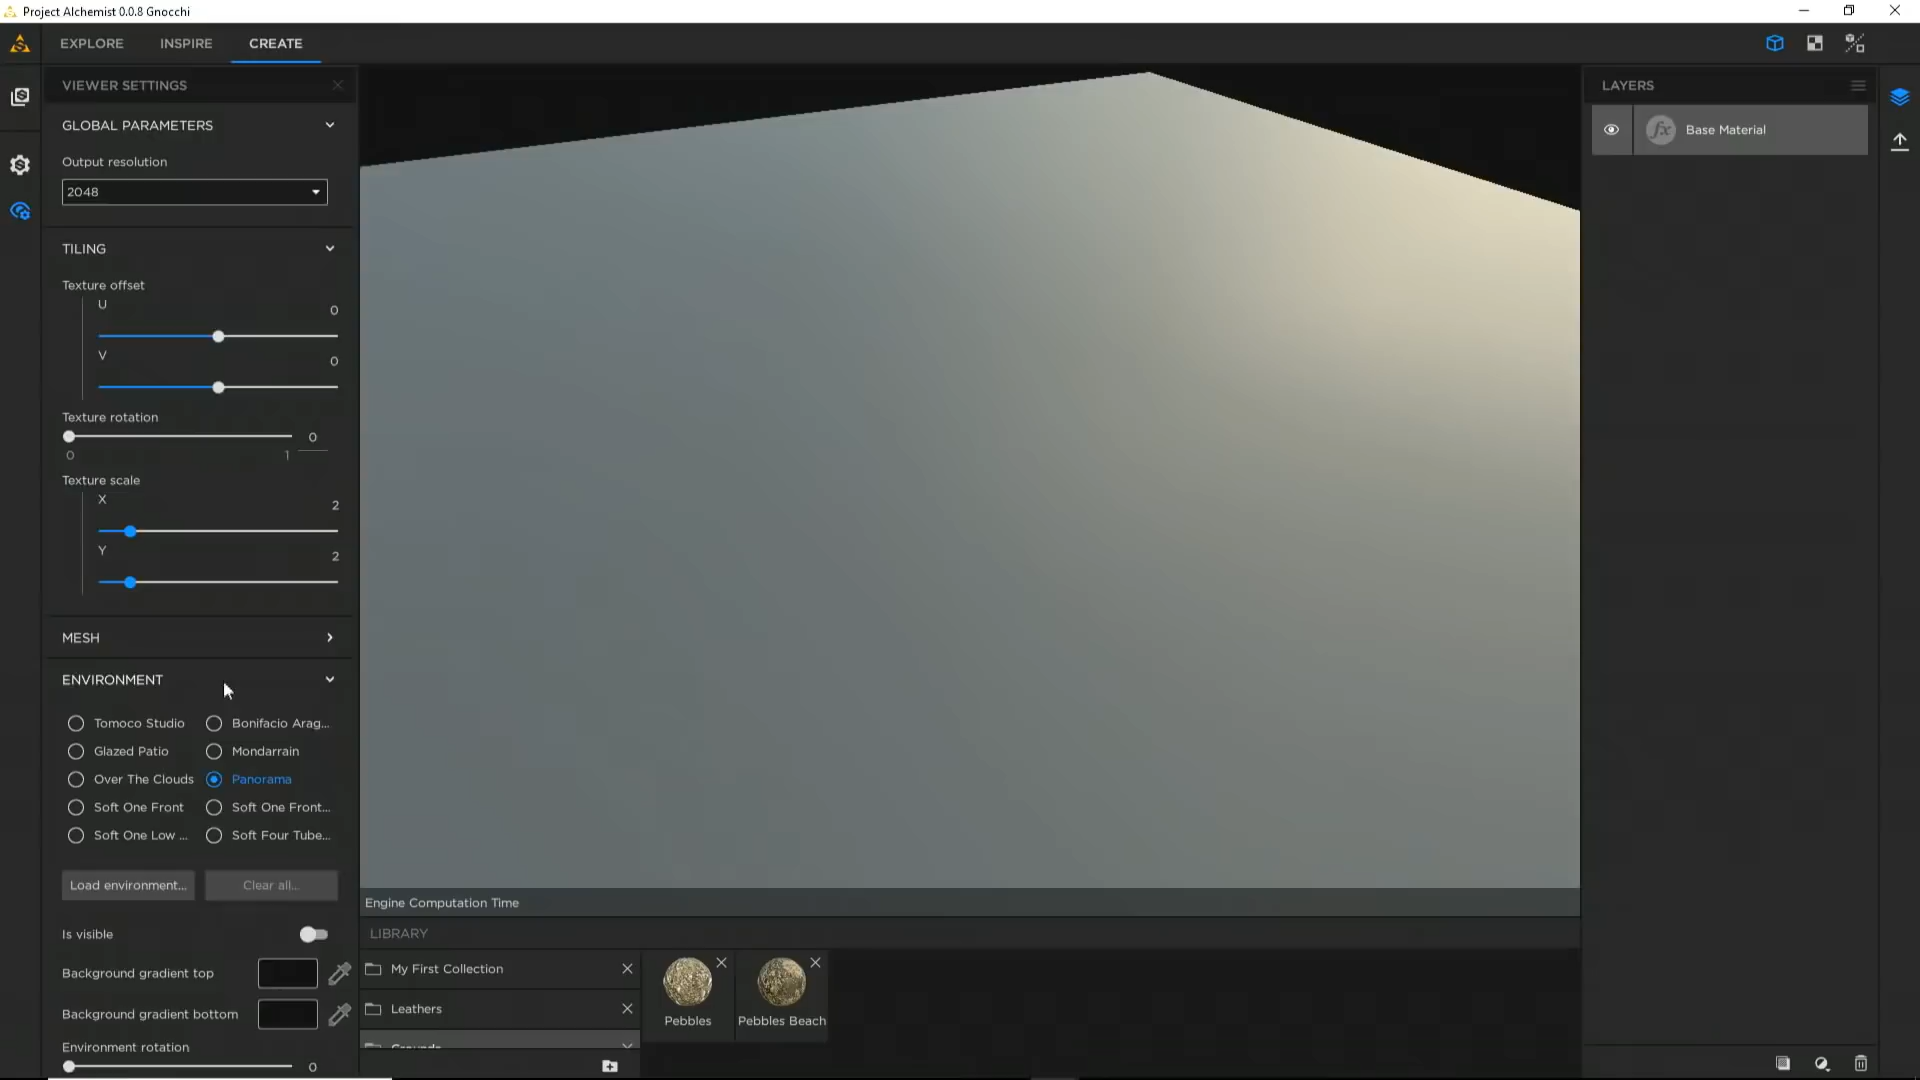 Project Alchemist 0.0.8 Gnocchi
EXPLORE INSPIRE CREATE
VIEWER SETTINGS
GLOBAL PARAMETERS
Output resolution
2048
TILING
Texture offset
U 0
V 0
Texture rotation
0
0 1
Texture scale
X 2
Y 2
MESH
ENVIRONMENT
Tomoco Studio Bonifacio Arag...
Glazed Patio Mondarrain
Over The Clouds Panorama
Soft One Front Soft One Front...
Soft One Low ... Soft Four Tube...
Load environment... Clear all...
Is visible
Background gradient top
Background gradient bottom
Environment rotation
0
Engine Computation Time
LIBRARY
My First Collection
Leathers
Grounds
Pebbles
Pebbles Beach
LAYERS
Base Material